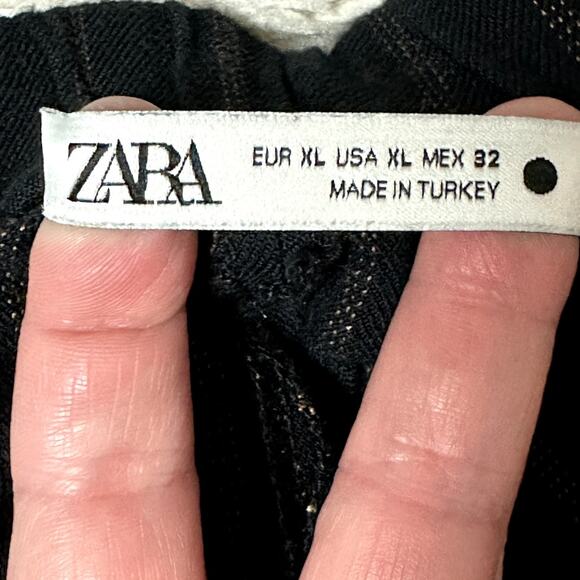 ZARA
EUR XL USA XL MEX 32
MADE IN TURKEY